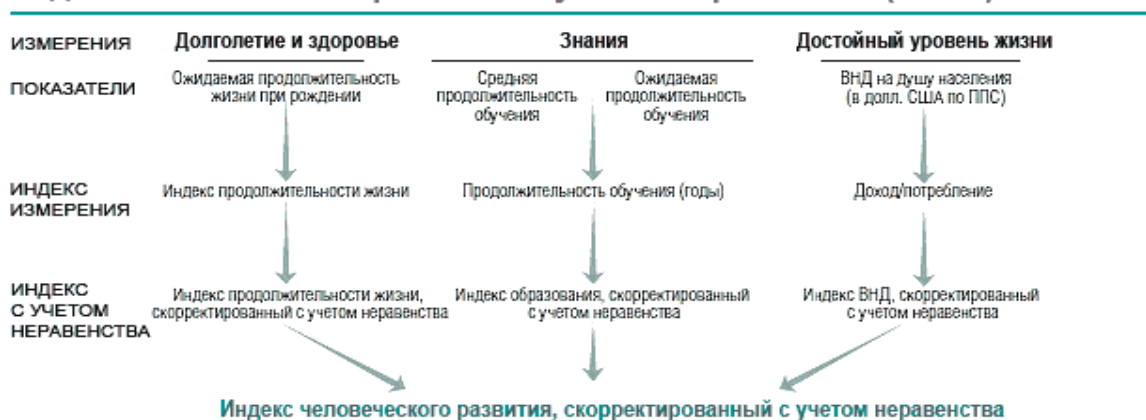 ИЗМЕРЕНИЯ Долголетие и здоровье Знания Достойный уровень жизни
ПОКАЗАТЕЛИ
Ожидаемая продолжительность
жизни при рождении
Средняя
продолжительность
обучения
Ожидаемая
продолжительность
обучения
ВНД на душу населения
(в долл. США по ППС)
ИНДЕКС
ИЗМЕРЕНИЯ
Индекс продолжительности жизни
Продолжительность обучения (годы)
Доход/потребление
ИНДЕКС
С УЧЕТОМ
НЕРАВЕНСТВА
Индекс продолжительности жизни,
скорректированный с учетом неравенства
Индекс образования, скорректированный
с учетом неравенства
Индекс ВНД, скорректированный
с учетом неравенства
Индекс человеческого развития, скорректированный с учетом неравенства